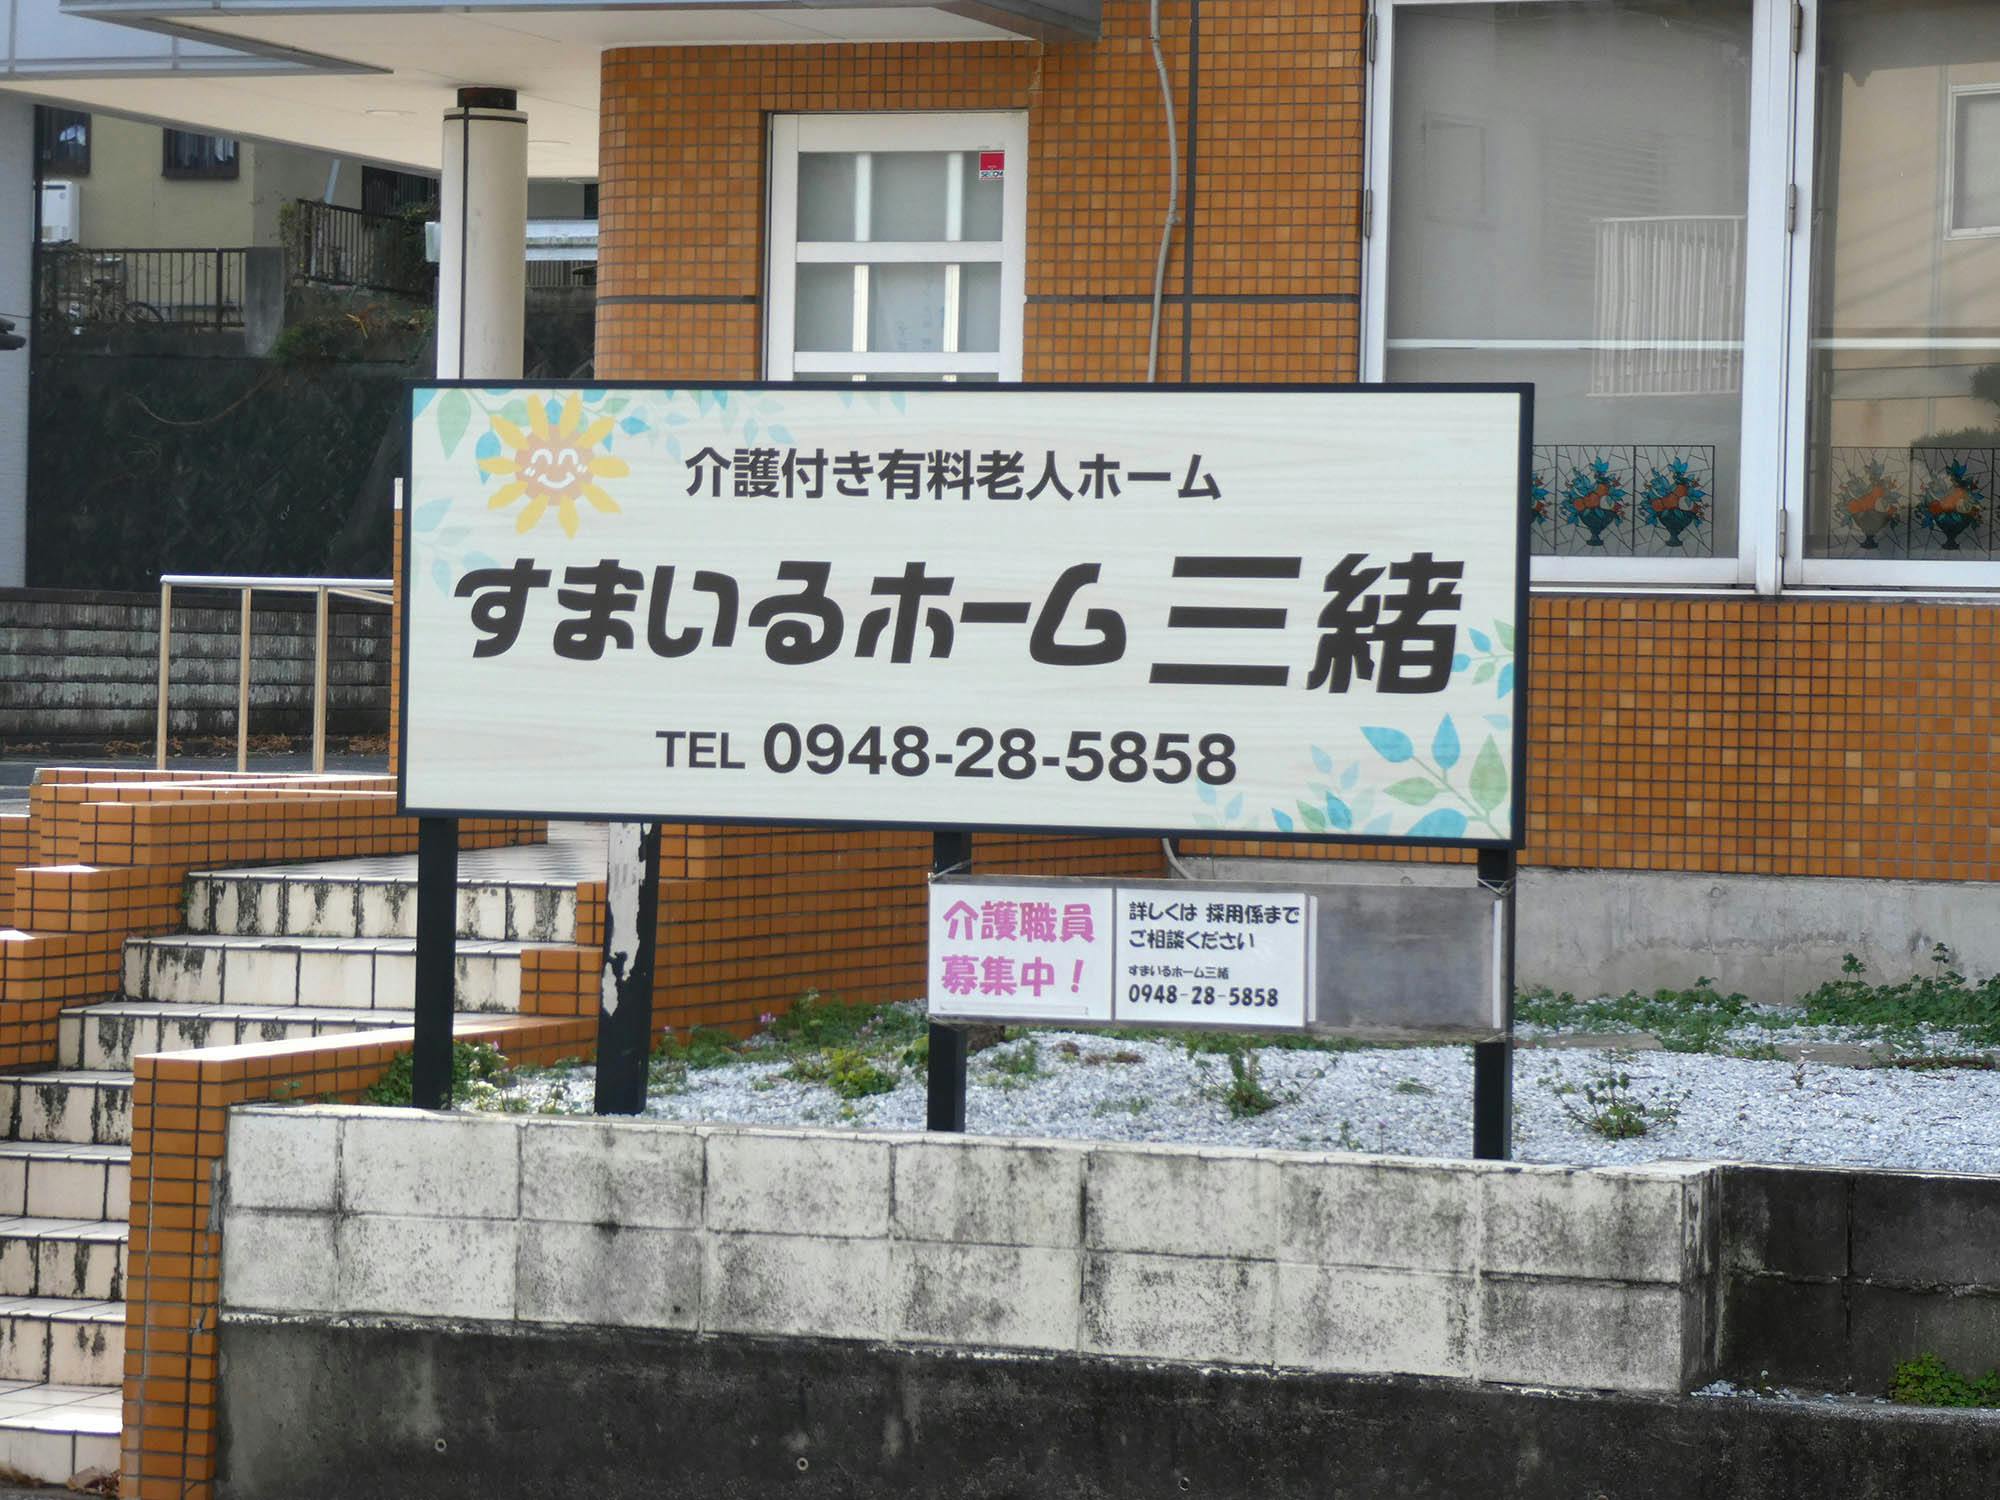 介護付き有料老人ホーム
すまいるホーム三緒
TEL 0948-28-5858
介護職員
募集中！
詳しくは 採用係まで
ご相談ください
すまいるホーム三緒
0948-28-5858
SECOM